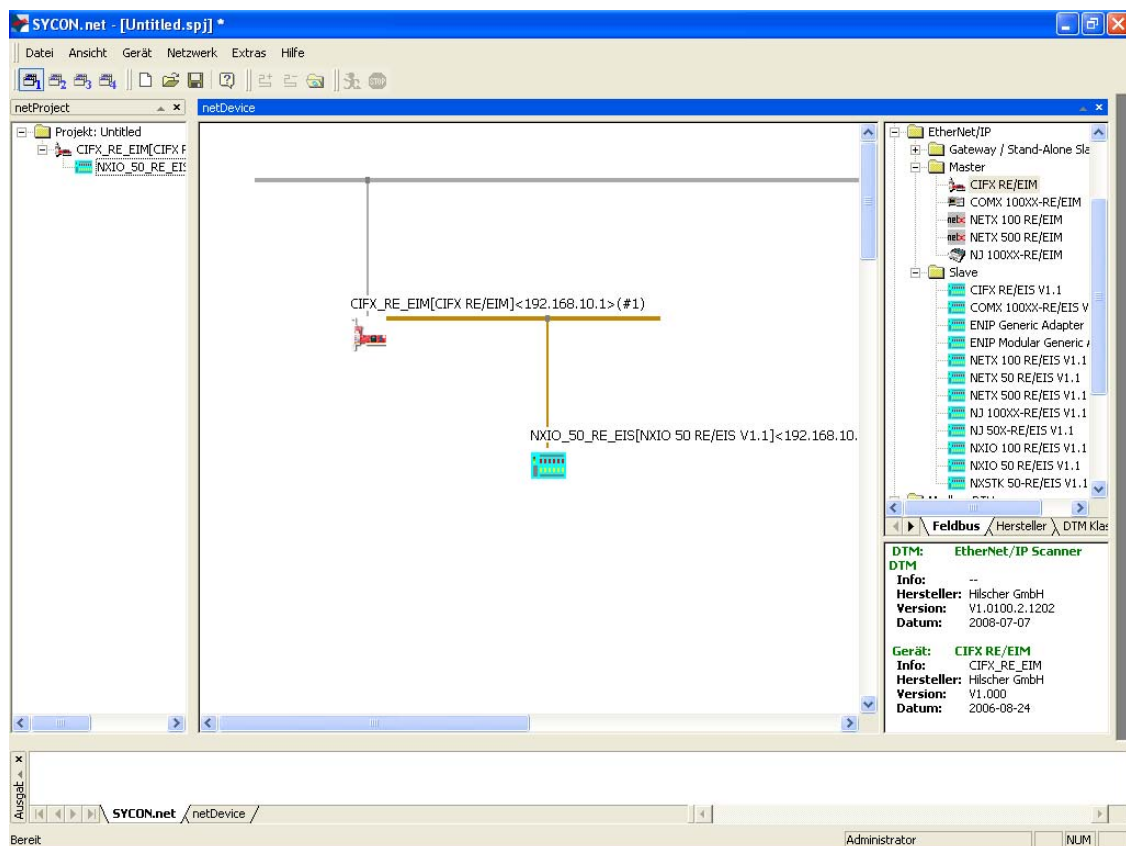 SYCON.net - [Untitled.spj] *
Datei Ansicht Gerät Netzwerk Extras Hilfe
1 2 3 4
STOP
netProject
Projekt: Untitled
CIFX_RE_EIM[CIFX R
NXIO_50_RE_EIS
netDevice
CIFX_RE_EIM[CIFX RE/EIM]<192.168.10.1>(#1)
NXIO_50_RE_EIS[NXIO 50 RE/EIS V1.1]<192.168.10.
EtherNet/IP
Gateway / Stand-Alone Sla
Master
CIFX RE/EIM
COMX 100XX-RE/EIM
netx NETX 100 RE/EIM
netx NETX 500 RE/EIM
NJ 100XX-RE/EIM
Slave
CIFX RE/EIS V1.1
COMX 100XX-RE/EIS V
ENIP Generic Adapter
ENIP Modular Generic
NETX 100 RE/EIS V1.1
NETX 50 RE/EIS V1.1
NETX 500 RE/EIS V1.1
NJ 100XX-RE/EIS V1.1
NJ 50X-RE/EIS V1.1
NXIO 100 RE/EIS V1.1
NXIO 50 RE/EIS V1.1
NXSTK 50-RE/EIS V1.1
Feldbus Hersteller DTM Klas
DTM: EtherNet/IP Scanner
DTM
Info: --
Hersteller: Hilscher GmbH
Version: V1.0100.2.1202
Datum: 2008-07-07
Gerät: CIFX RE/EIM
Info: CIFX_RE_EIM
Hersteller: Hilscher GmbH
Version: V1.000
Datum: 2006-08-24
Ausgab
SYCON.net netDevice
Bereit
Administrator
NUM